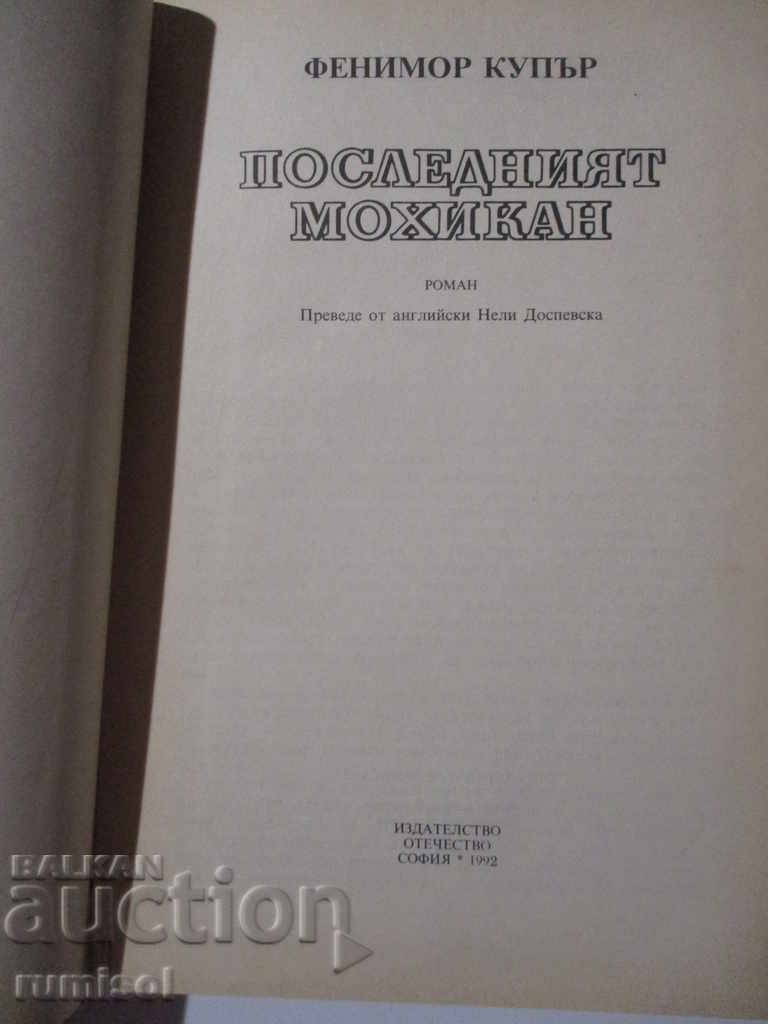 ФЕНИМОР КУПЪР
ПОСЛЕДНИЯТ
МОХИКАН
РОМАН
Преведе от английски Нели Доспевска
ИЗДАТЕЛСТВО
ОТЕЧЕСТВО
СОФИЯ * 1992
BALKAN
auction
rumisol